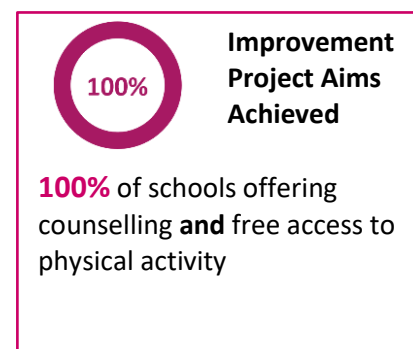 100%
Improvement
Project Aims
Achieved
100% of schools offering
counselling and free access to
physical activity